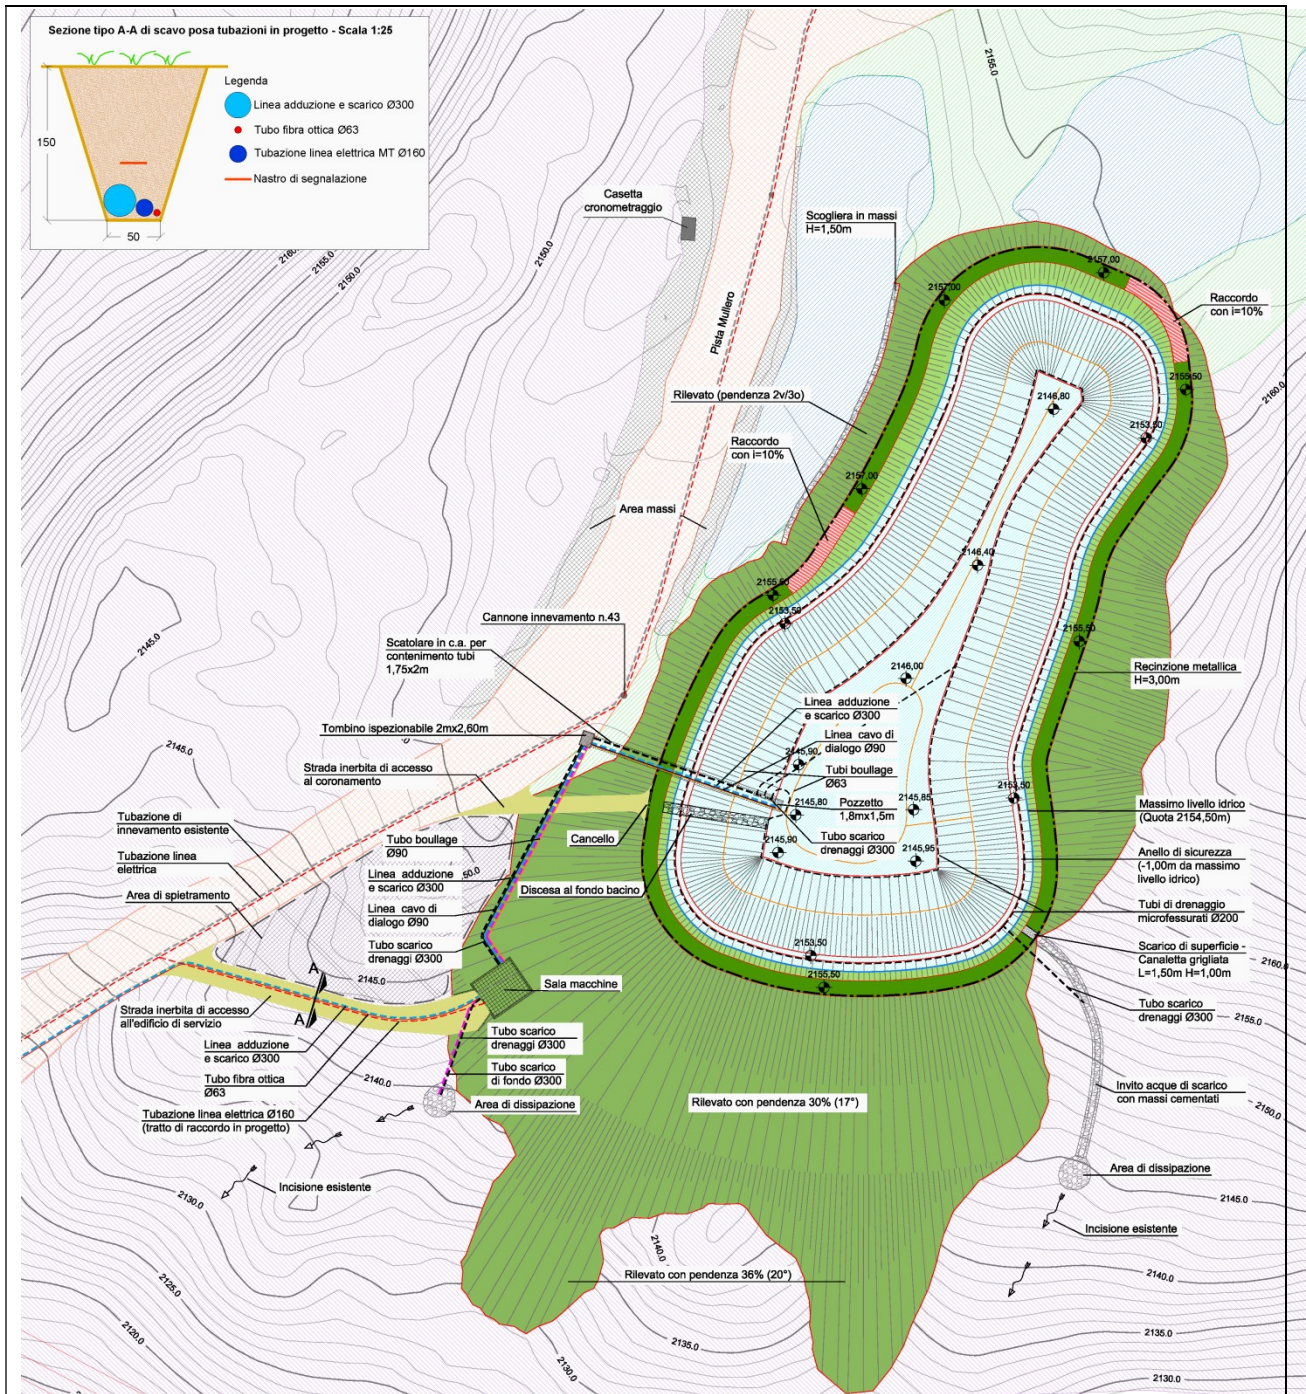 Sezione tipo A-A di scavo posa tubazioni in progetto - Scala 1:25
Legenda
Linea adduzione e scarico Ø300
Tubo fibra ottica Ø63
Tubazione linea elettrica MT Ø160
Nastro di segnalazione
150
50
2155.0
2160.0
2155.0
2150.0
2150.0
Casetta
cronometraggio
Scogliera in massi
H=1,50m
2157,00
2157,00
Raccordo
con i=10%
Pista Mullero
2155,50
2160.0
Rilevato (pendenza 2v/3o)
2146,80
2153,50
Raccordo
con i=10%
2157,00
Area massi
2146,40
2155,50
2153,50
2145.0
Cannone innevamento n.43
Scatolare in c.a. per
contenimento tubi
1,75x2m
2155,50
Recinzione metallica
H=3,00m
2146,00
Linea adduzione
e scarico Ø300
Tombino ispezionabile 2mx2,60m
Linea cavo di
dialogo Ø90
2145.0
2145,90
Tubi boullage
Ø63
Strada inerbita di accesso
al coronamento
2145,80
Pozzetto
1,8mx1,5m
2145,85
2153,50
Massimo livello idrico
(Quota 2154,50m)
Tubazione di
innevamento esistente
Tubo boullage
Ø90
Cancello
2145,90
Tubo scarico
drenaggi Ø300
2145,95
Anello di sicurezza
(-1,00m da massimo
livello idrico)
Tubazione linea
elettrica
Linea adduzione
e scarico Ø300
Discesa al fondo bacino
Area di spietramento
Linea cavo di
dialogo Ø90
Tubi di drenaggio
microfessurati Ø200
Tubo scarico
drenaggi Ø300
2153,50
Scarico di superficie -
Canaletta grigliata
L=1,50m H=1,00m
2160.0
2145.0
Sala macchine
2155,50
A
A
Strada inerbita di accesso
all'edificio di servizio
Tubo scarico
drenaggi Ø300
2155.0
Linea adduzione
e scarico Ø300
Tubo scarico
drenaggi Ø300
Tubo fibra ottica
Ø63
Tubo scarico
di fondo Ø300
2140.0
Invito acque di scarico
con massi cementati
2150.0
Tubazione linea elettrica Ø160
(tratto di raccordo in progetto)
Area di dissipazione
Rilevato con pendenza 30% (17°)
Area di dissipazione
Incisione esistente
2130.0
2145.0
Incisione esistente
2140.0
Rilevato con pendenza 36% (20°)
2140.0
2125.0
2120.0
2135.0
2135.0
2130.0
2130.0